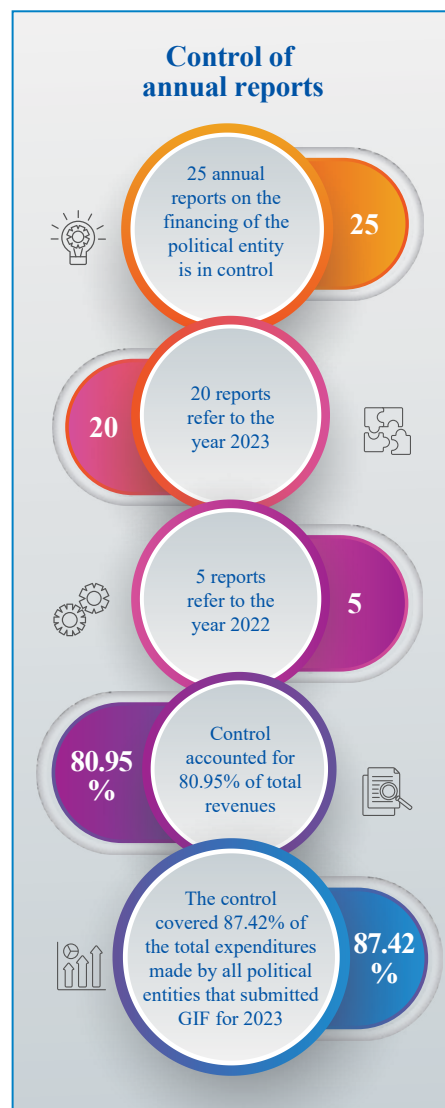 Control of
annual reports
25 annual
reports on the
financing of the
political entity
is in control
25
20
20 reports
refer to the
year 2023
5 reports
refer to the
year 2022
5
80.95
%
Control
accounted for
80.95% of total
revenues
The control
covered 87.42% of
the total expenditures
made by all political
entities that submitted
GIF for 2023
87.42
%